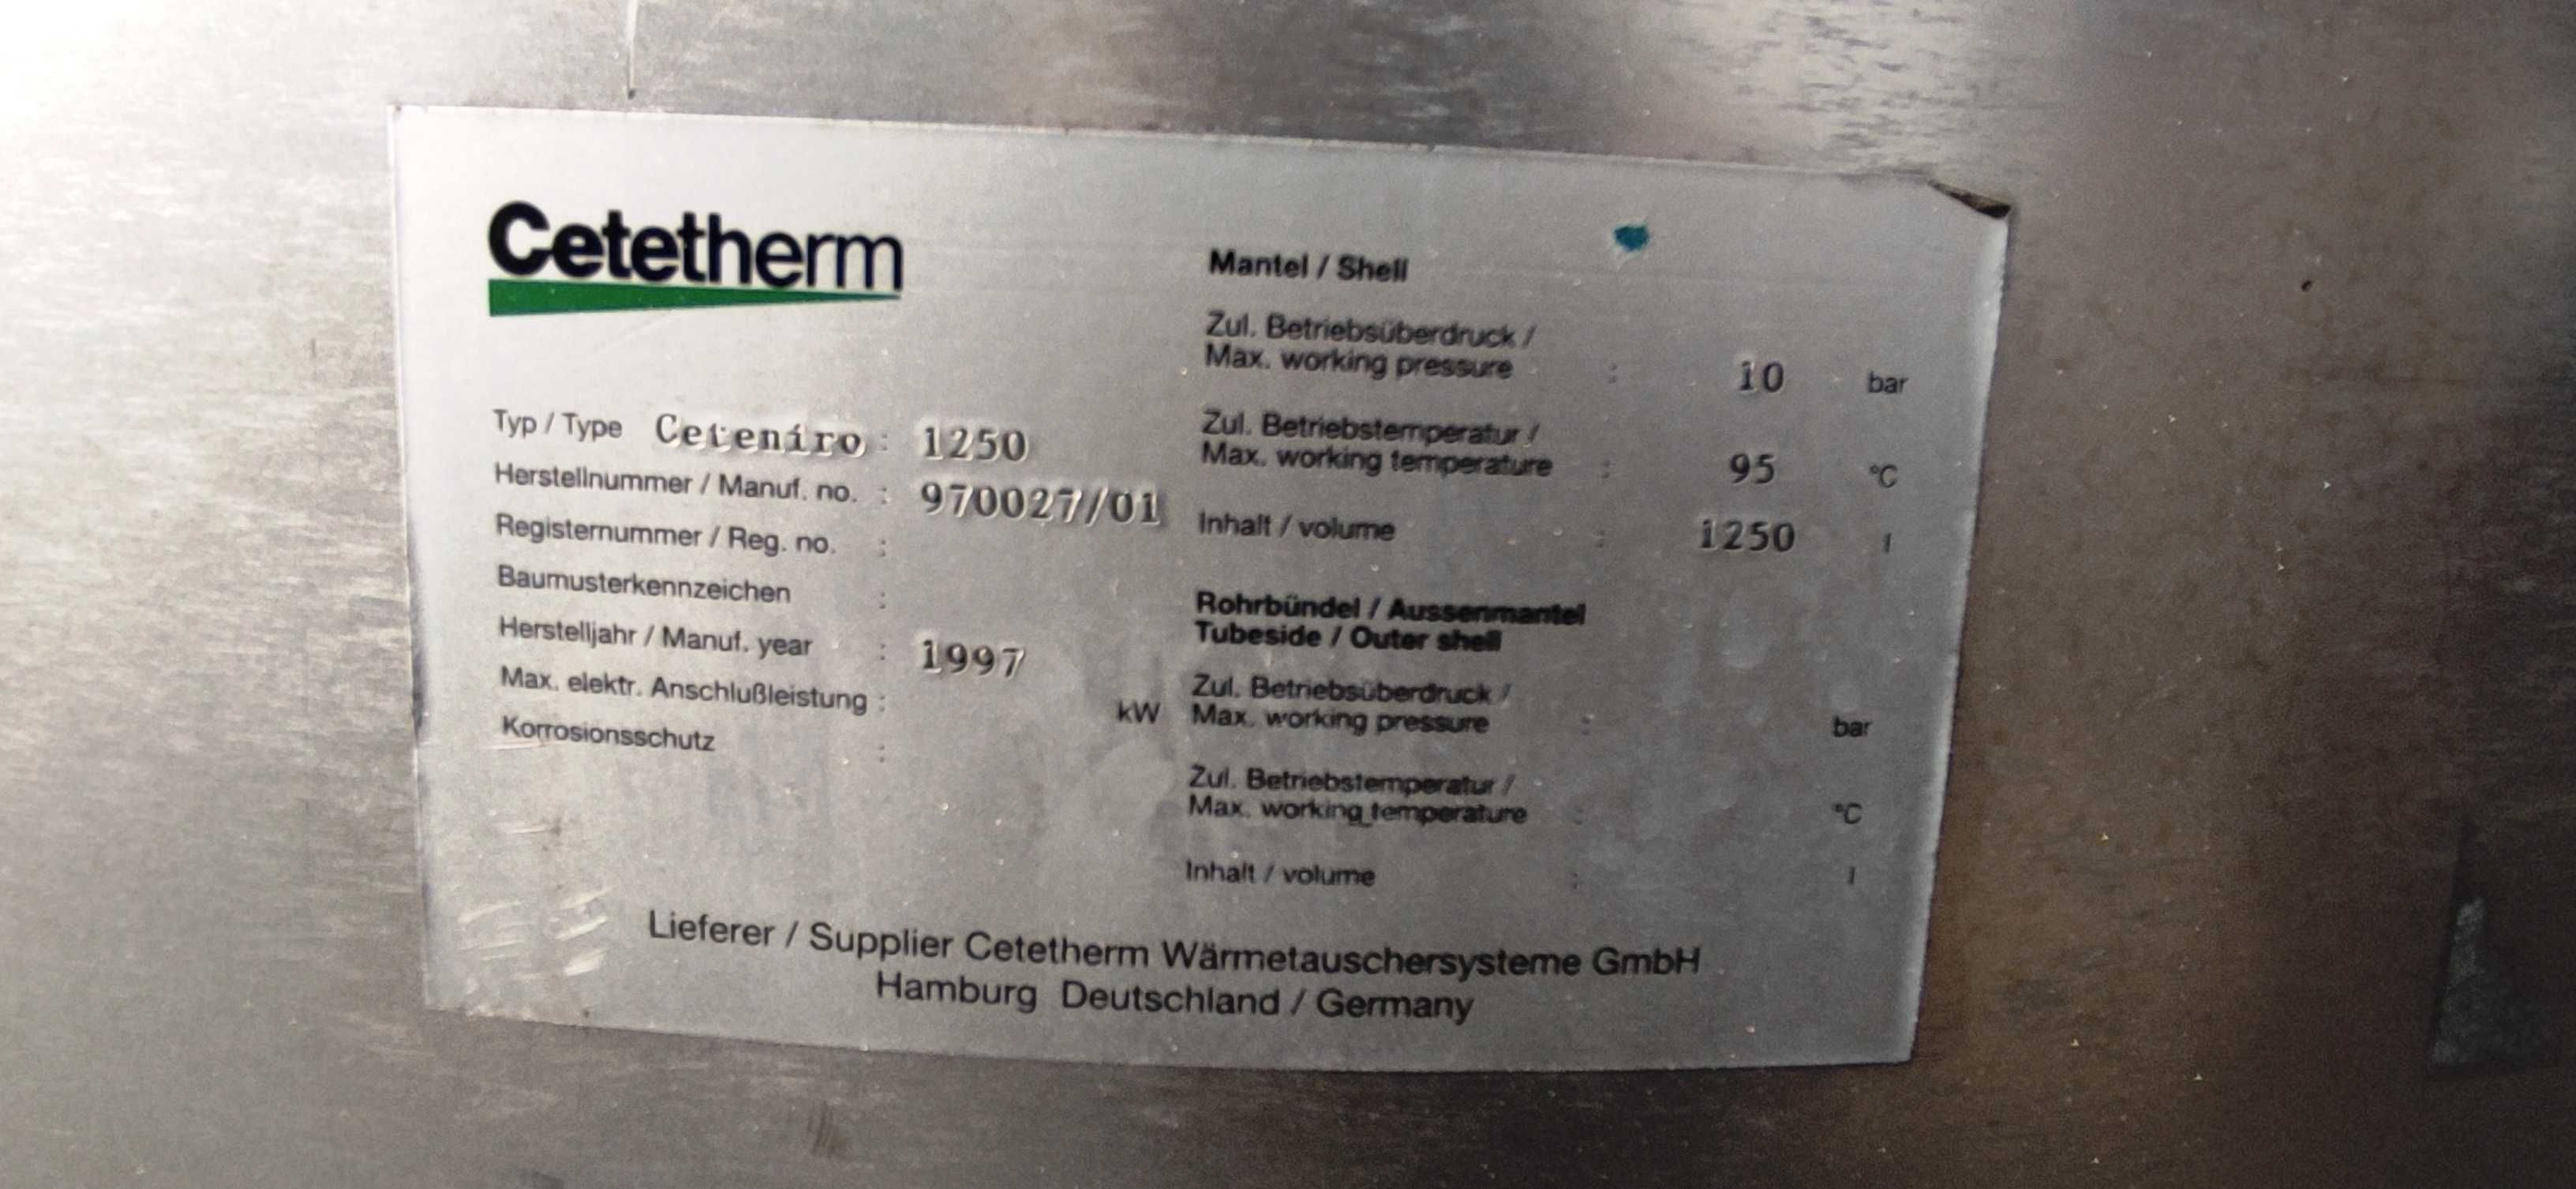 Cetetherm
Typ / Type Ceteniro : 1250
Herstellnummer / Manuf. no. : 970027//01
Registernummer / Reg. no. :
Baumusterkennzeichen :
Herstelljahr / Manuf. year : 1997
Max. elektr. Anschlußleistung : kW
Korrosionsschutz :
Mantel / Shell
Zul. Betriebsüberdruck /
Max. working pressure : 10 bar
Zul. Betriebstemperatur /
Max. working temperature : 95 °C
Inhalt / volume : 1250 l
Rohrbündel / Aussenmantel
Tubeside / Outer shell
Zul. Betriebsüberdruck /
Max. working pressure : bar
Zul. Betriebstemperatur /
Max. working temperature : °C
Inhalt / volume : l
Lieferer / Supplier Cetetherm Wärmetauschersysteme GmbH
Hamburg Deutschland / Germany